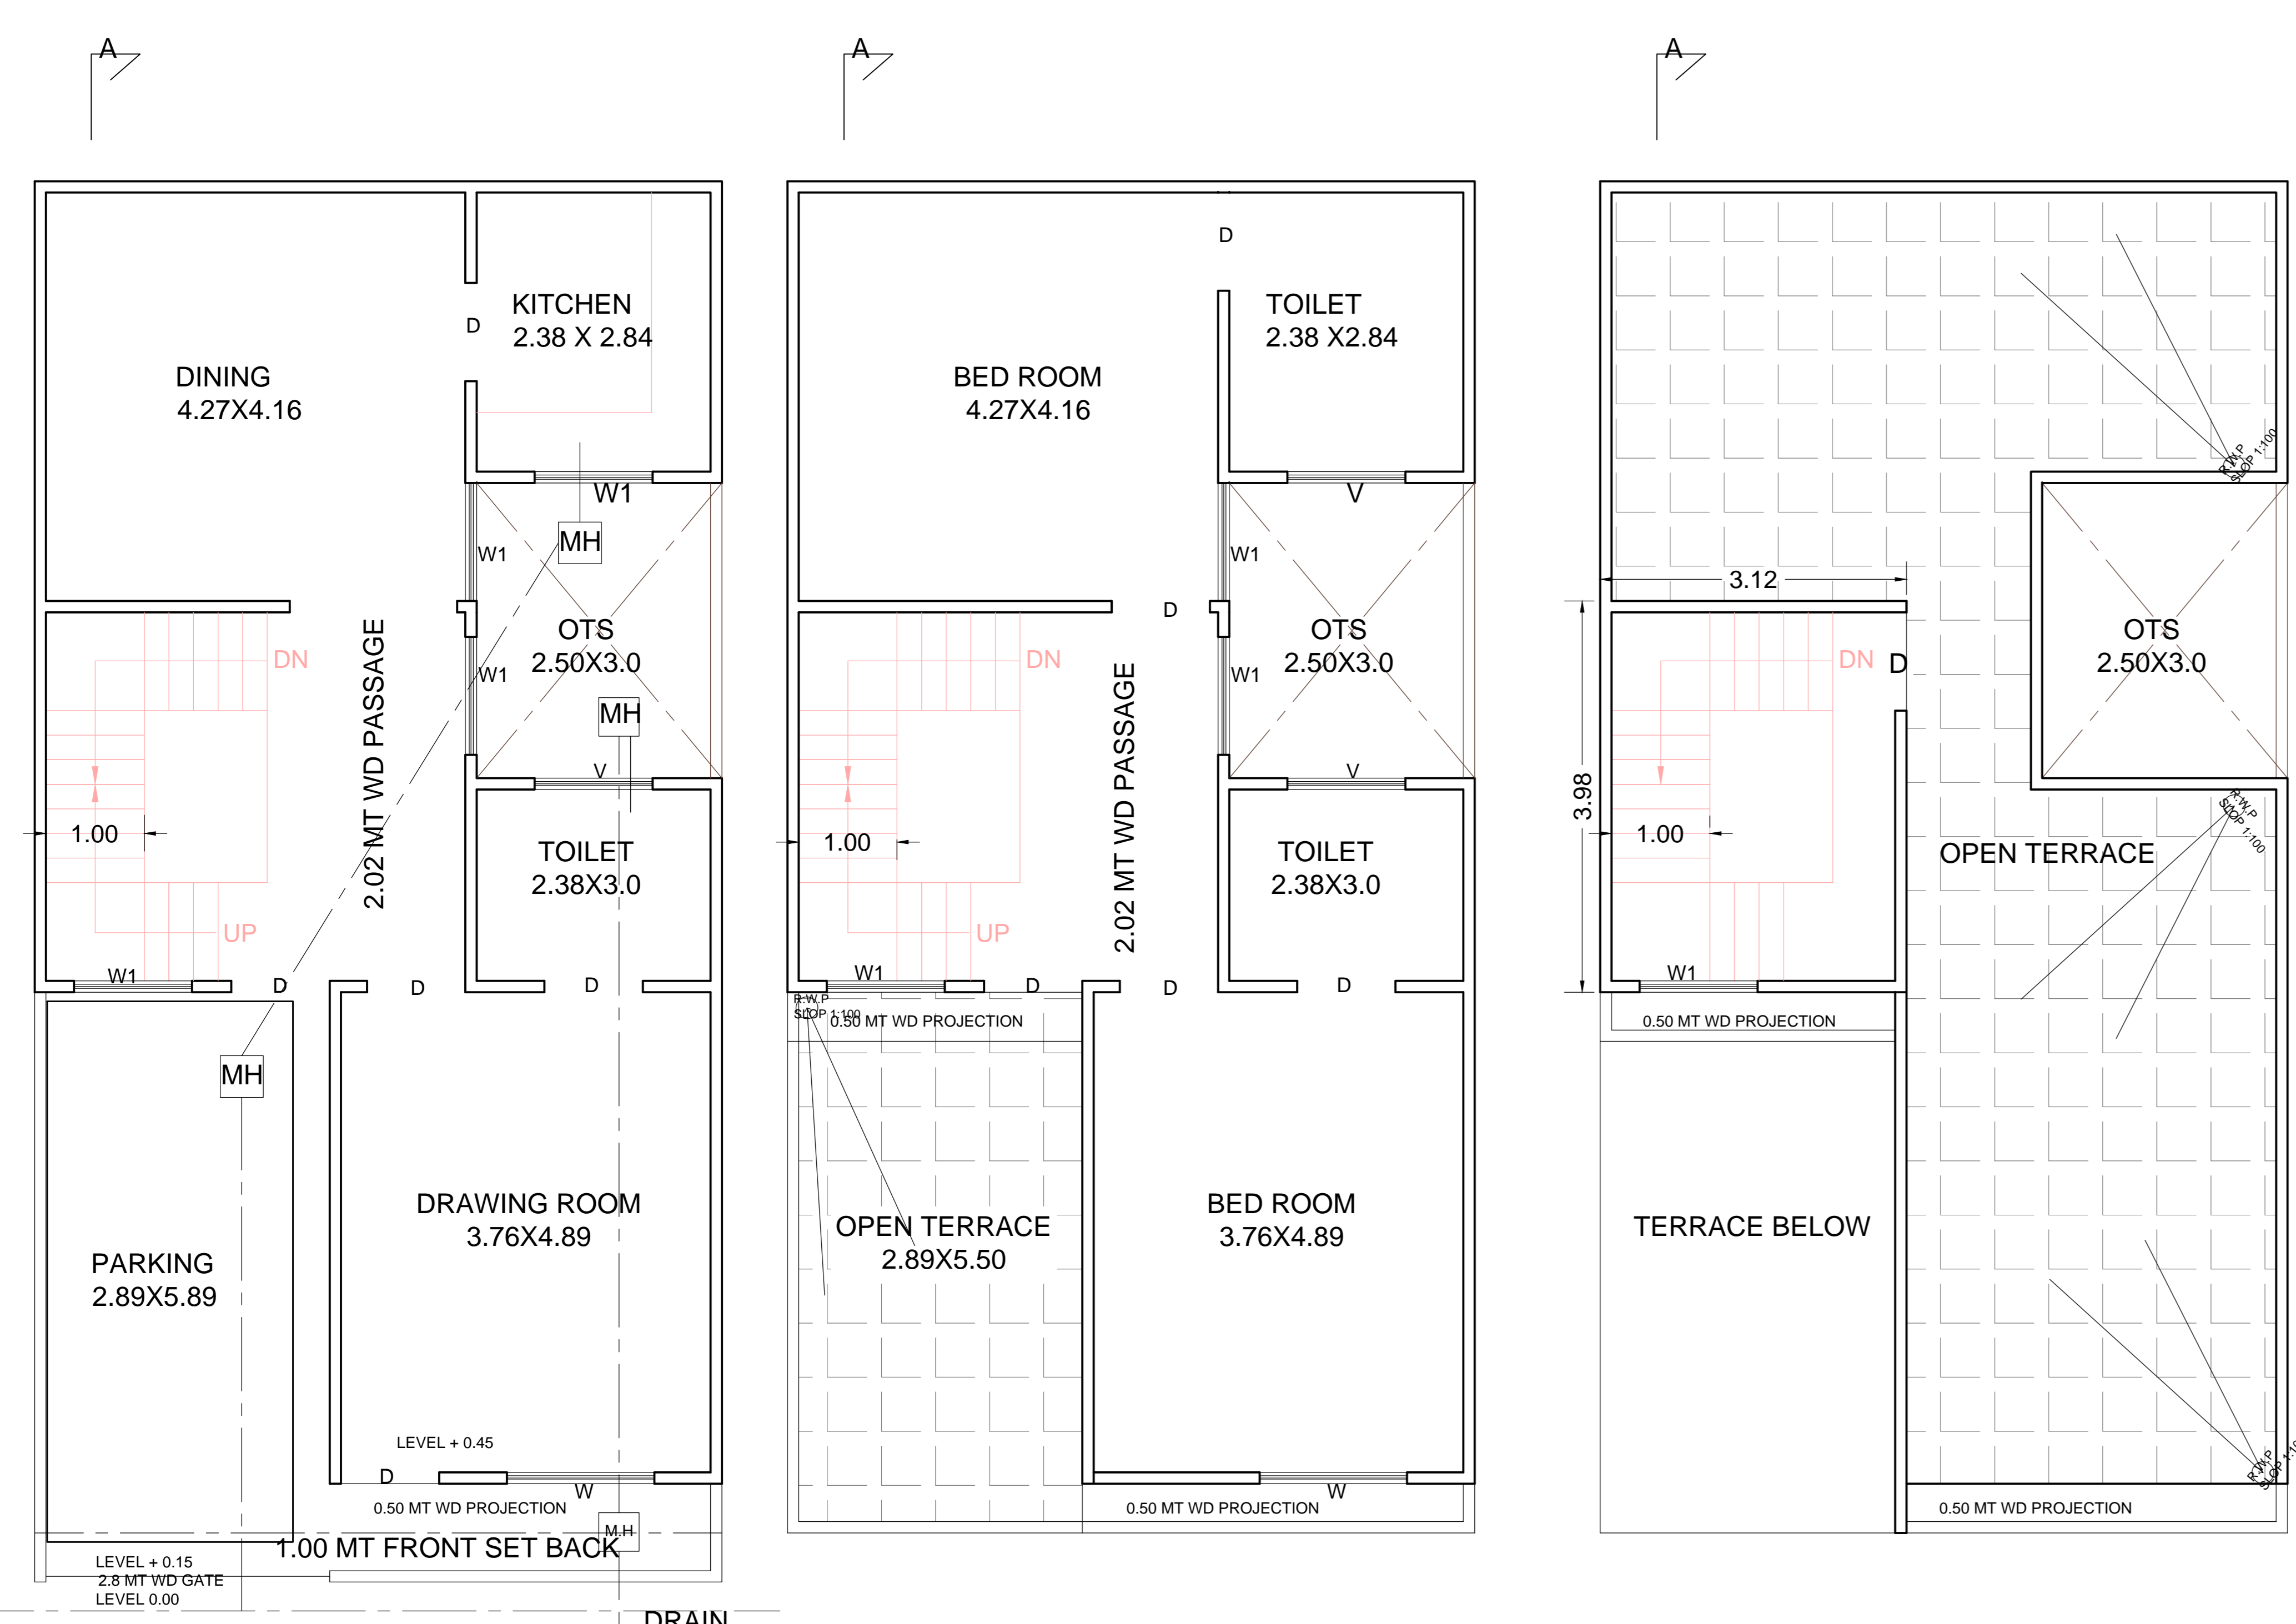 A
DINING
4.27X4.16
KITCHEN
2.38 X 2.84
D
W1
MH
W1
OTS
2.50X3.0
W1
MH
V
DN
2.02 MT WD PASSAGE
1.00
UP
TOILET
2.38X3.0
W1
D
D
D
MH
PARKING
2.89X5.89
DRAWING ROOM
3.76X4.89
LEVEL + 0.45
D
W
0.50 MT WD PROJECTION
M.H
1.00 MT FRONT SET BACK
LEVEL + 0.15
2.8 MT WD GATE
LEVEL 0.00
DRAIN
A
D
BED ROOM
4.27X4.16
TOILET
2.38 X2.84
V
W1
D
OTS
2.50X3.0
W1
V
DN
2.02 MT WD PASSAGE
1.00
UP
TOILET
2.38X3.0
W1
D
D
D
R.W.P
SLOP 1:100
0.50 MT WD PROJECTION
OPEN TERRACE
2.89X5.50
BED ROOM
3.76X4.89
W
0.50 MT WD PROJECTION
A
R.W.P
SLOP 1:100
3.12
OTS
2.50X3.0
DN
D
3.98
1.00
R.W.P
SLOP 1:100
OPEN TERRACE
W1
0.50 MT WD PROJECTION
TERRACE BELOW
R.W.P
SLOP 1:10
0.50 MT WD PROJECTION